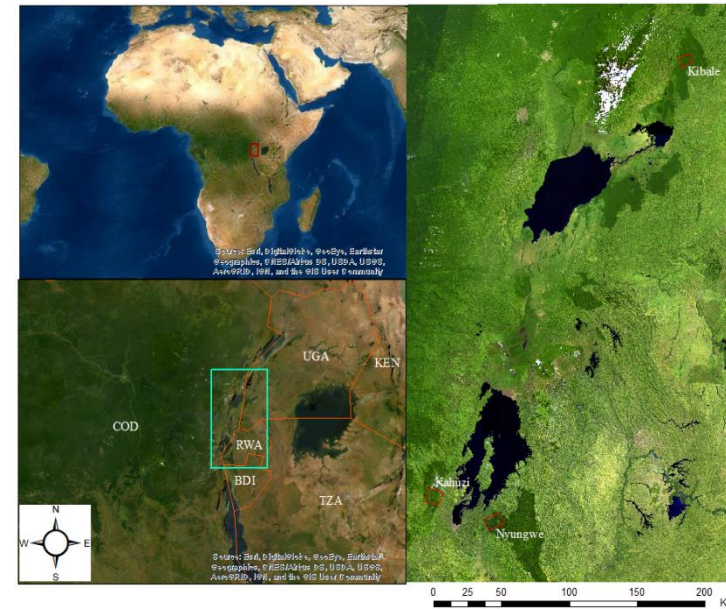 Source: Esri, DigitalGlobe, GeoEye, Earthstar
Geographics, CNES/Airbus DS, USDA, USGS,
AeroGRID, IGN, and the GIS User Community
Kibale
UGA
KEN
COD
RWA
BDI
TZA
N
W E
S
Source: Esri, DigitalGlobe, GeoEye, Earthstar
Geographics, CNES/Airbus DS, USDA, USGS,
AeroGRID, IGN, and the GIS User Community
Kahuzi
Nyungwe
0 25 50 100 150 200